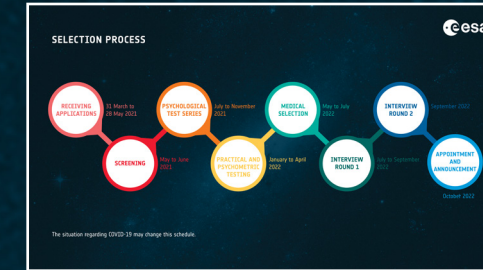 esa
SELECTION PROCESS
RECEIVING
APPLICATIONS
31 March to
28 May 2021
SCREENING
May to June
2021
PSYCHOLOGICAL
TEST SERIES
July to November
2021
PRACTICAL AND
PSYCHOMETRIC
TESTING
January to April
2022
MEDICAL
SELECTION
May to July
2022
INTERVIEW
ROUND 1
July to September
2022
INTERVIEW
ROUND 2
September 2022
APPOINTMENT
AND
ANNOUNCEMENT
October 2022
The situation regarding COVID-19 may change this schedule.